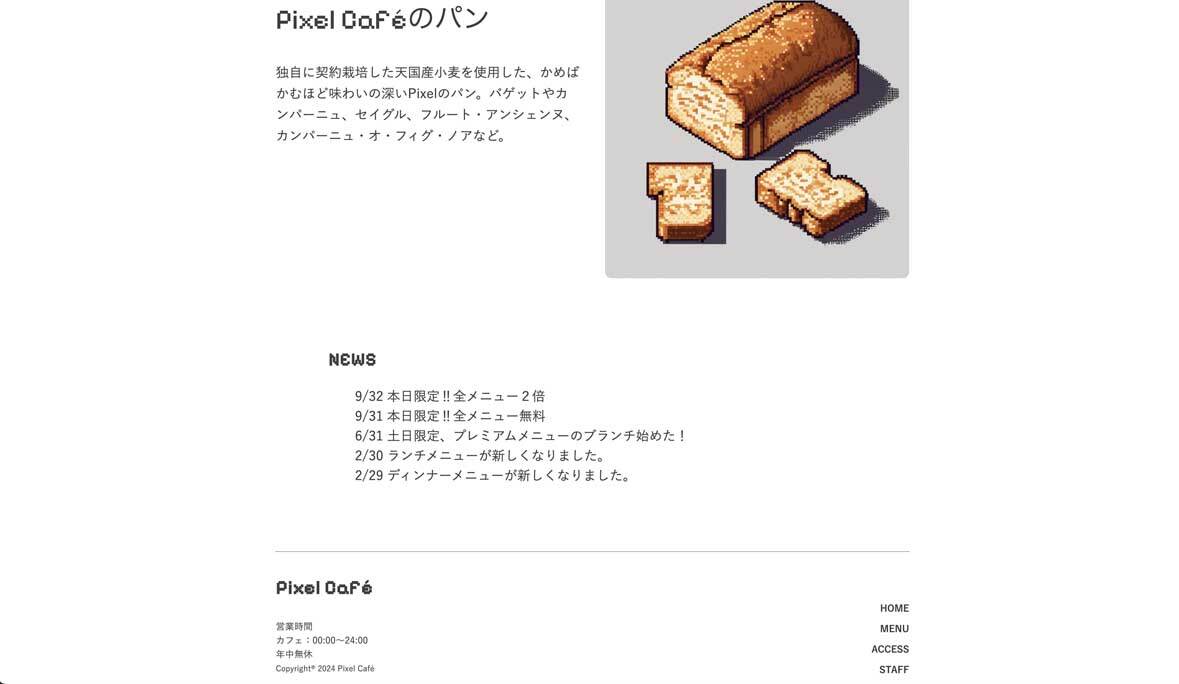 Pixel Caféのパン
独自に契約栽培した天国産小麦を使用した、かめば
かむほど味わいの深いPixelのパン。バゲットやカ
ンパーニュ、セイグル、フルート・アンシェンヌ、
カンパーニュ・オ・フィグ・ノアなど。
NEWS
9/32 本日限定!!全メニュー２倍
9/31 本日限定!!全メニュー無料
6/31 土日限定、プレミアムメニューのブランチ始めた！
2/30 ランチメニューが新しくなりました。
2/29 ディンナーメニューが新しくなりました。
Pixel Café
営業時間
カフェ：00:00〜24:00
年中無休
Copyright© 2024 Pixel Café
HOME
MENU
ACCESS
STAFF